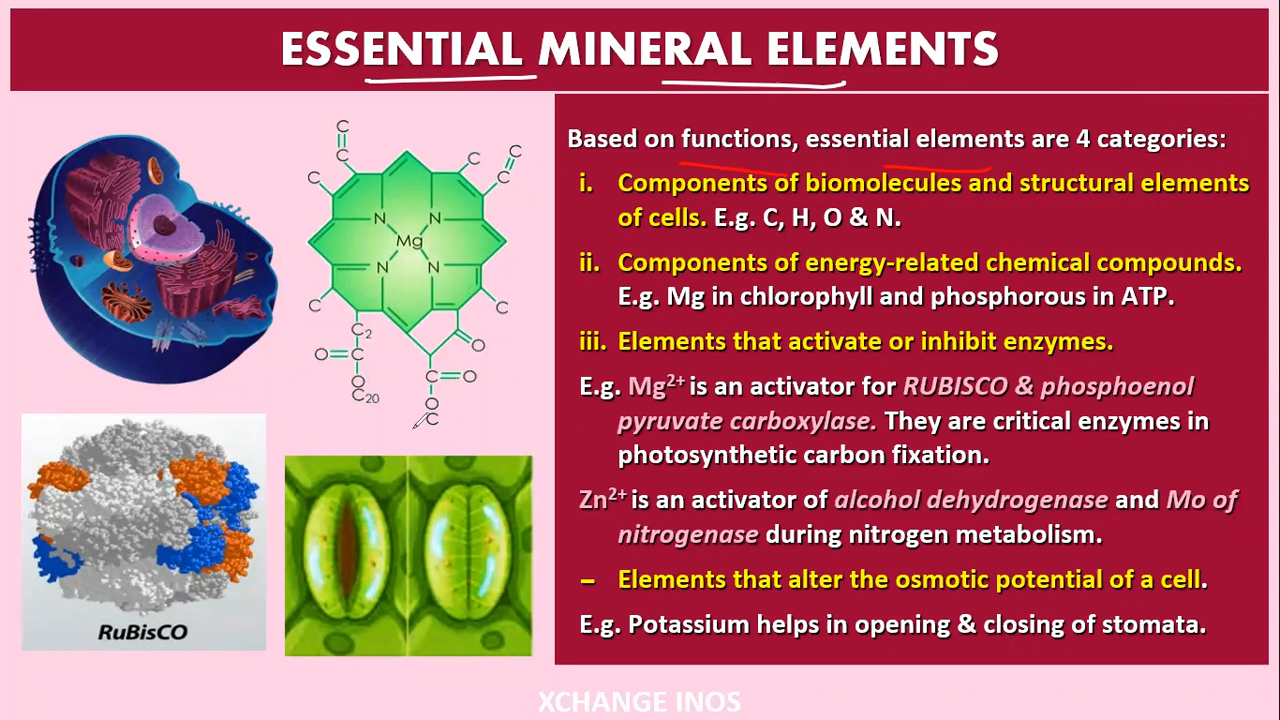 ESSENTIAL MINERAL ELEMENTS
Based on functions, essential elements are 4 categories:
i. Components of biomolecules and structural elements
of cells. E.g. C, H, O & N.
ii. Components of energy-related chemical compounds.
E.g. Mg in chlorophyll and phosphorous in ATP.
iii. Elements that activate or inhibit enzymes.
E.g. Mg²⁺ is an activator for RUBISCO & phosphoenol
pyruvate carboxylase. They are critical enzymes in
photosynthetic carbon fixation.
Zn²⁺ is an activator of alcohol dehydrogenase and Mo of
nitrogenase during nitrogen metabolism.
– Elements that alter the osmotic potential of a cell.
E.g. Potassium helps in opening & closing of stomata.
C
C C C
C C
C
N N
Mg
N N
C C
C₂
O C O
O C O
C₂₀ O
C
RuBisCO
XCHANGE INOS